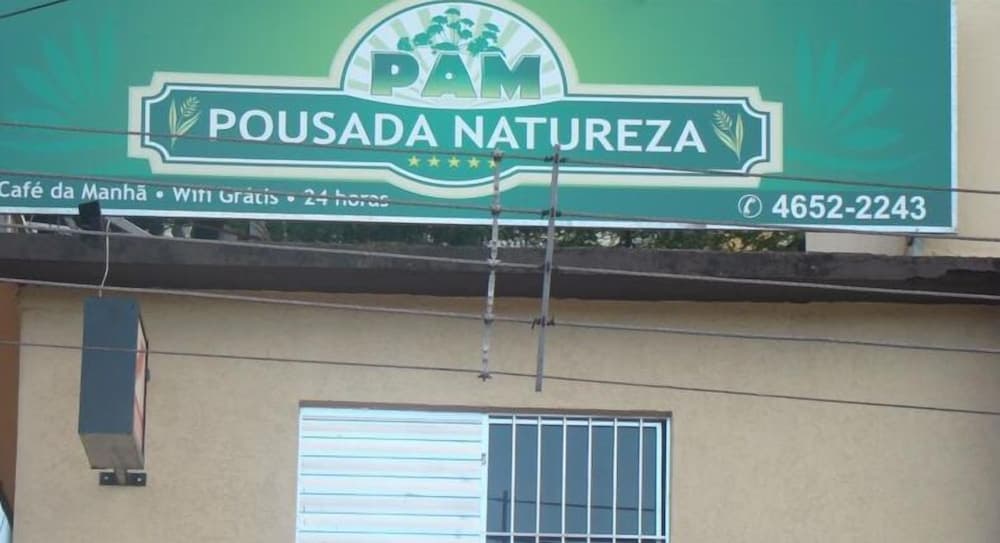 PAM
POUSADA NATUREZA
Café da Manhã • Wifi Grátis • 24 horas
4652-2243